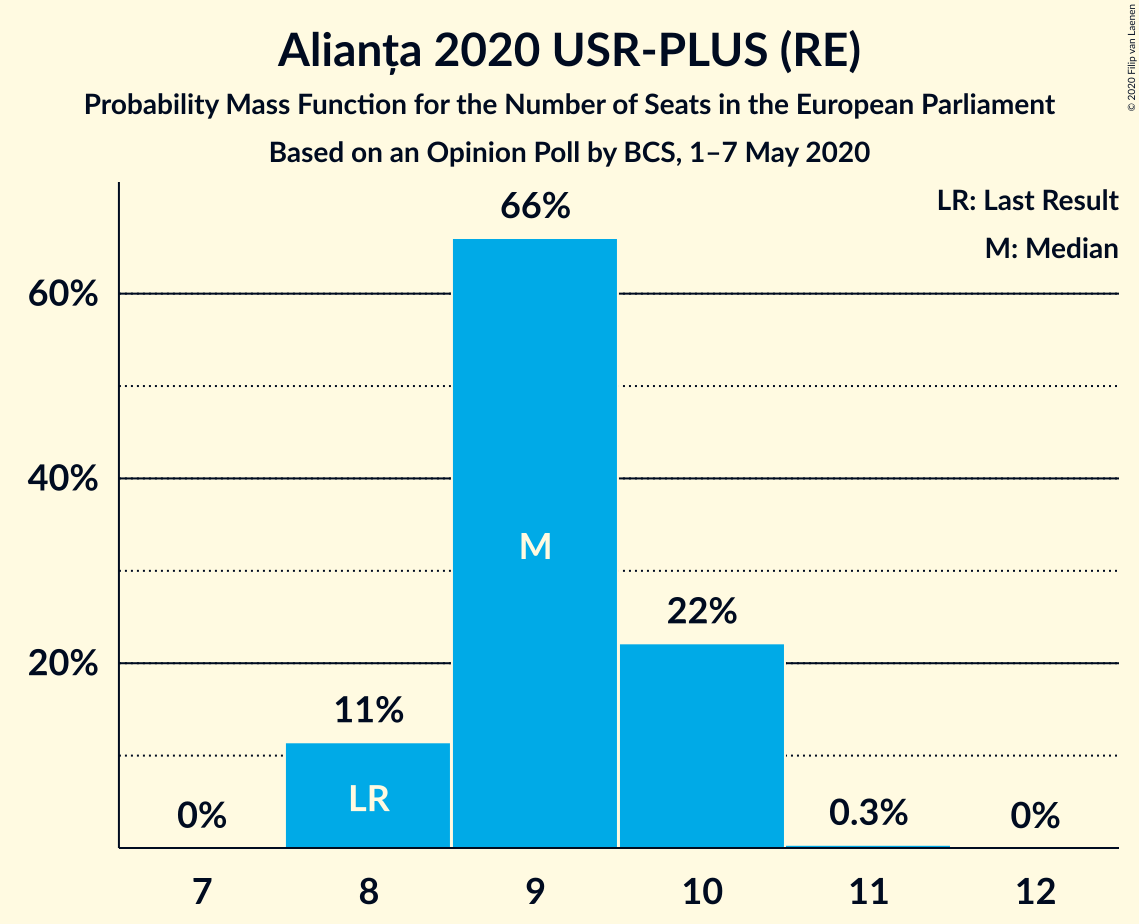 Alianța 2020 USR-PLUS (RE)
Probability Mass Function for the Number of Seats in the European Parliament
Based on an Opinion Poll by BCS, 1–7 May 2020
© 2020 Filip van Laenen
LR: Last Result
M: Median
60%
40%
20%
0%
11%
66%
22%
0.3%
0%
LR
M
7
8
9
10
11
12